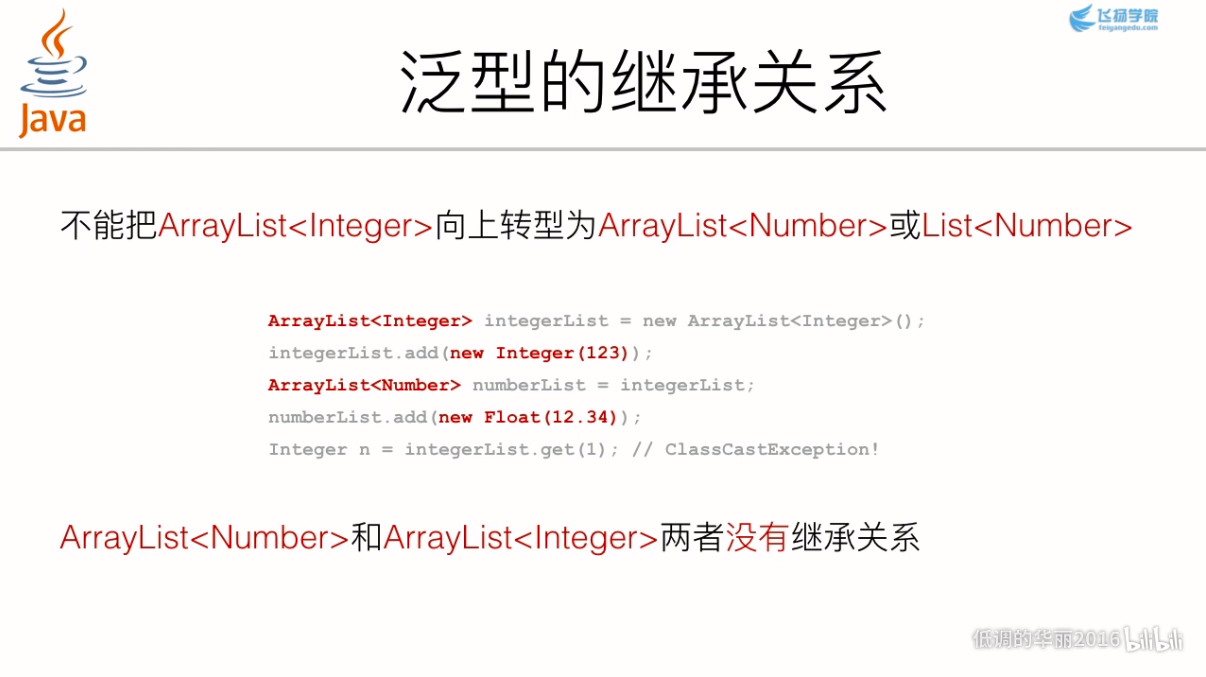 Java
飞扬学院
feiyangedu.com
泛型的继承关系
不能把ArrayList<Integer>向上转型为ArrayList<Number>或List<Number>
ArrayList<Integer> integerList = new ArrayList<Integer>();
integerList.add(new Integer(123));
ArrayList<Number> numberList = integerList;
numberList.add(new Float(12.34));
Integer n = integerList.get(1); // ClassCastException!
ArrayList<Number>和ArrayList<Integer>两者没有继承关系
低调的华丽2016 bilibili